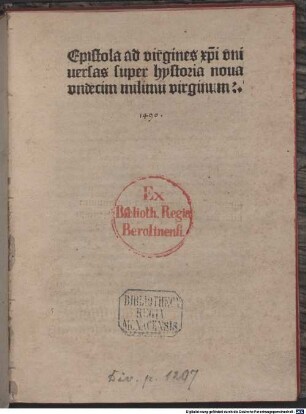 Epistola ad virgines xpi vni
uersas super hystoria noua
vndecim milium virginum:.
1490.
Ex
Biblioth. Regia
Berolinensi.
BIBLIOTHECA
REGIA
MONACENSIS